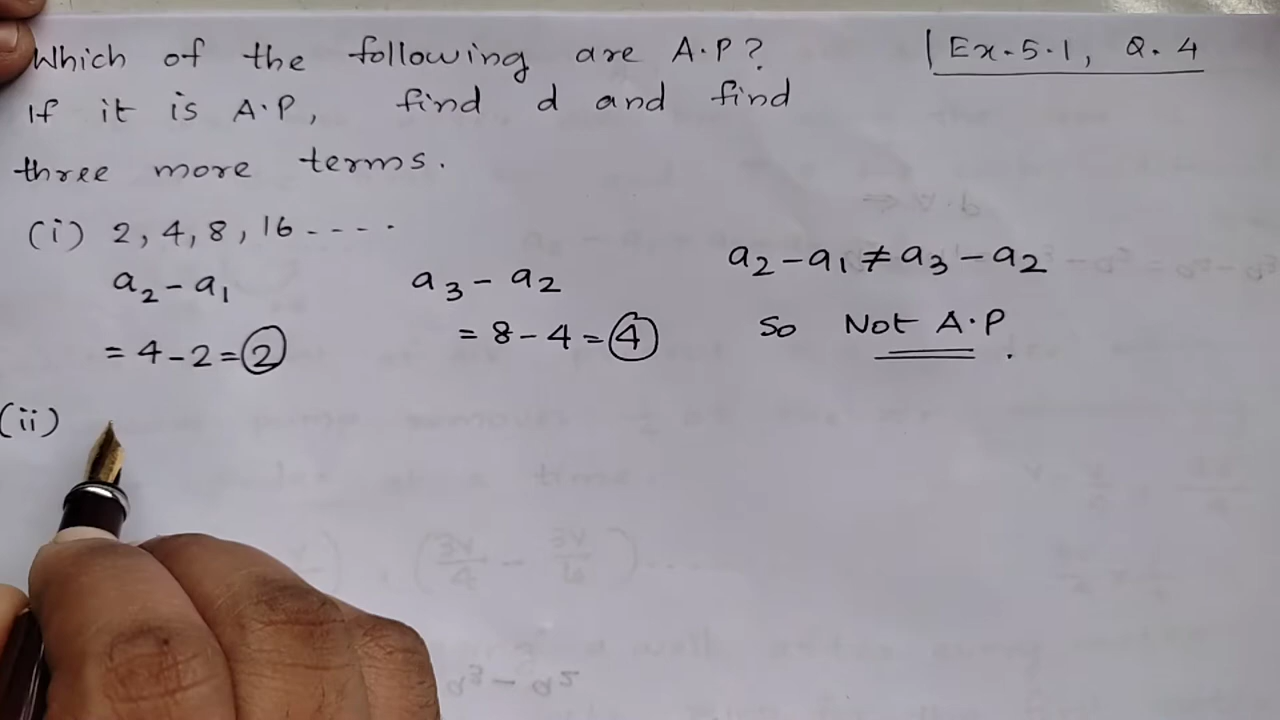 Which of the following are A.P?
| Ex-5.1, Q.4
If it is A.P, find d and find
three more terms.
(i) 2, 4, 8, 16 - - - -
a2 - a1
a3 - a2
a2 - a1 ≠ a3 - a2
= 4 - 2 = 2
= 8 - 4 = 4
So Not A.P.
(ii)